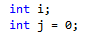 int i;
int j = 0;